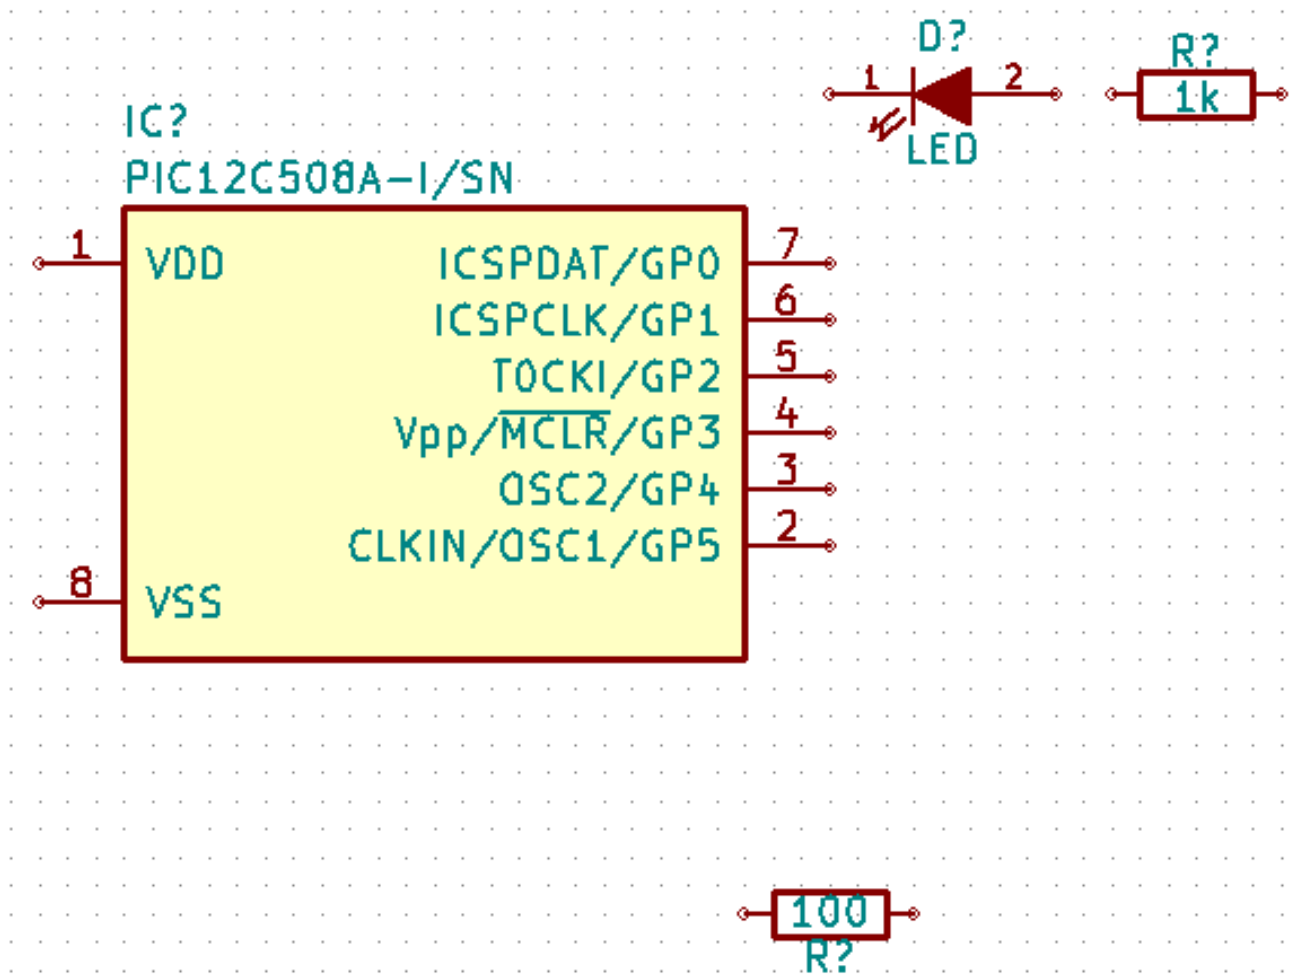 D?
1 2
LED
R?
1k
IC?
PIC12C508A-I/SN
1 VDD
8 VSS
ICSPDAT/GP0 7
ICSPCLK/GP1 6
T0CKI/GP2 5
Vpp/MCLR/GP3 4
OSC2/GP4 3
CLKIN/OSC1/GP5 2
100
R?